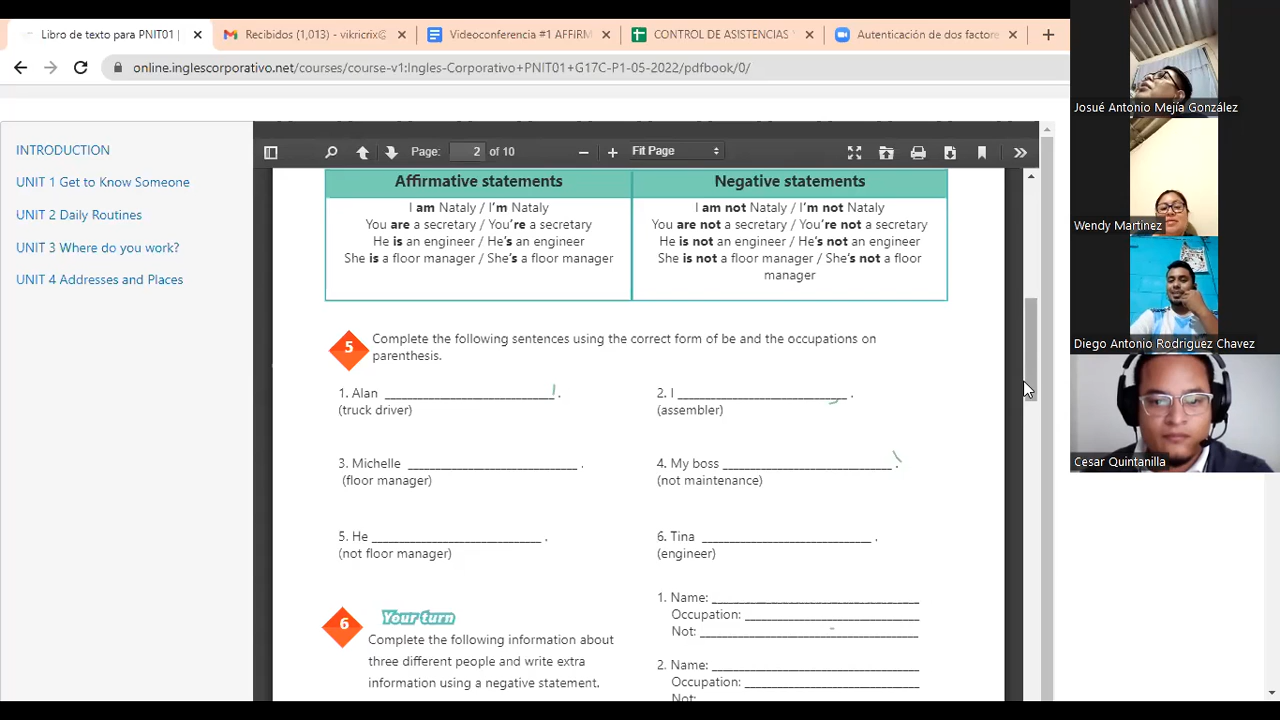 Libro de texto para PNIT01 |
Recibidos (1,013) - vikricrix@
Videoconferencia #1 AFFIRM
CONTROL DE ASISTENCIAS
Autenticación de dos factore
online.inglescorporativo.net/courses/course-v1:Ingles-Corporativo+PNIT01+G17C-P1-05-2022/pdfbook/0/
INTRODUCTION
UNIT 1 Get to Know Someone
UNIT 2 Daily Routines
UNIT 3 Where do you work?
UNIT 4 Addresses and Places
Page: 2 of 10
Fit Page
Affirmative statements
I am Nataly / I'm Nataly
You are a secretary / You're a secretary
He is an engineer / He's an engineer
She is a floor manager / She's a floor manager
Negative statements
I am not Nataly / I'm not Nataly
You are not a secretary / You're not a secretary
He is not an engineer / He's not an engineer
She is not a floor manager / She's not a floor
manager
5
Complete the following sentences using the correct form of be and the occupations on
parenthesis.
1. Alan ____________________________ .
(truck driver)
2. I ____________________________ .
(assembler)
3. Michelle ____________________________ .
(floor manager)
4. My boss ____________________________ .
(not maintenance)
5. He ____________________________ .
(not floor manager)
6. Tina ____________________________ .
(engineer)
6
Your turn
Complete the following information about
three different people and write extra
information using a negative statement.
1. Name: ____________________________
Occupation: ____________________________
Not: ____________________________
2. Name: ____________________________
Occupation: ____________________________
Not:
Josué Antonio Mejía González
Wendy Martinez
Diego Antonio Rodriguez Chavez
Cesar Quintanilla